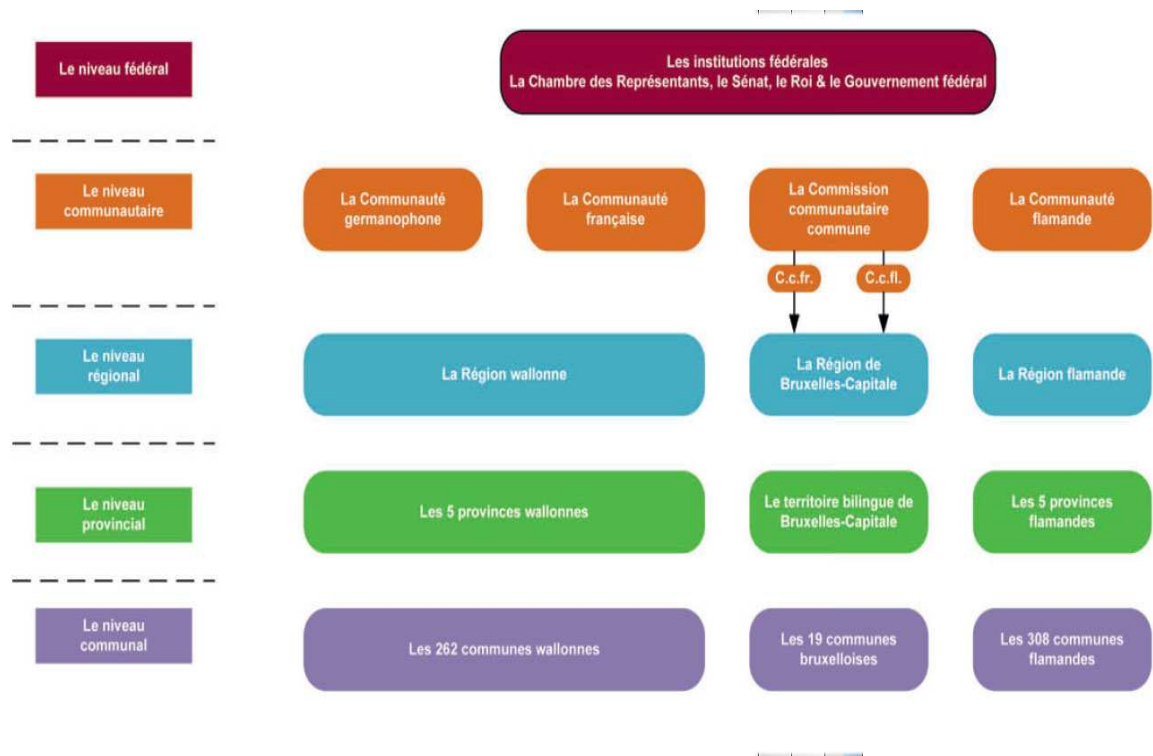 Le niveau fédéral
Les institutions fédérales
La Chambre des Représentants, le Sénat, le Roi & le Gouvernement fédéral
Le niveau
communautaire
La Communauté
germanophone
La Communauté
française
La Commission
communautaire
commune
La Communauté
flamande
C.c.fr.
C.c.fl.
Le niveau
régional
La Région wallonne
La Région de
Bruxelles-Capitale
La Région flamande
Le niveau
provincial
Les 5 provinces wallonnes
Le territoire bilingue de
Bruxelles-Capitale
Les 5 provinces
flamandes
Le niveau
communal
Les 262 communes wallonnes
Les 19 communes
bruxelloises
Les 308 communes
flamandes